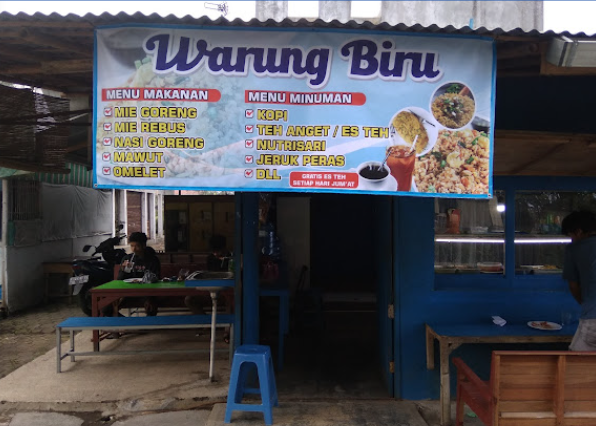 Warung Biru
MENU MAKANAN
MIE GORENG
MIE REBUS
NASI GORENG
MAWUT
OMELET
MENU MINUMAN
KOPI
TEH ANGET / ES TEH
NUTRISARI
JERUK PERAS
DLL
GRATIS ES TEH
SETIAP HARI JUM'AT